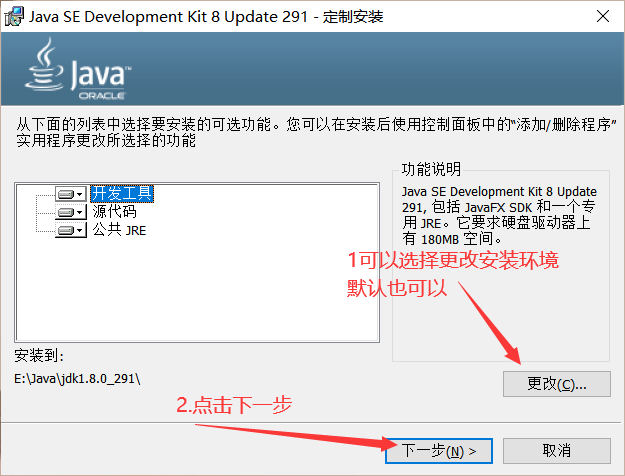 Java SE Development Kit 8 Update 291 - 定制安装
Java™
ORACLE
从下面的列表中选择要安装的可选功能。您可以在安装后使用控制面板中的“添加/删除程序”
实用程序更改所选择的功能
功能说明
开发工具
源代码
公共 JRE
Java SE Development Kit 8 Update
291, 包括 JavaFX SDK 和一个专
用 JRE。它要求硬盘驱动器上
有 180MB 空间。
1可以选择更改安装环境
默认也可以
安装到:
E:\Java\jdk1.8.0_291\
更改(C)...
2.点击下一步
下一步(N) >
取消